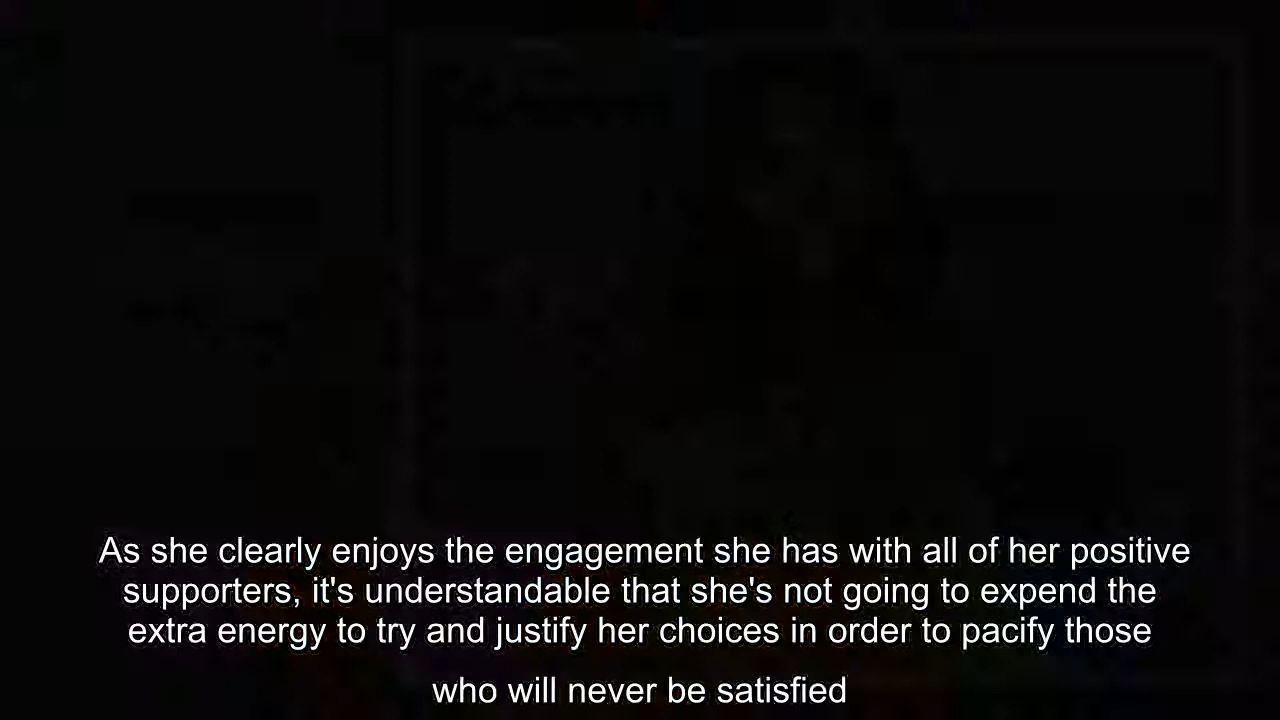 As she clearly enjoys the engagement she has with all of her positive
supporters, it's understandable that she's not going to expend the
extra energy to try and justify her choices in order to pacify those
who will never be satisfied